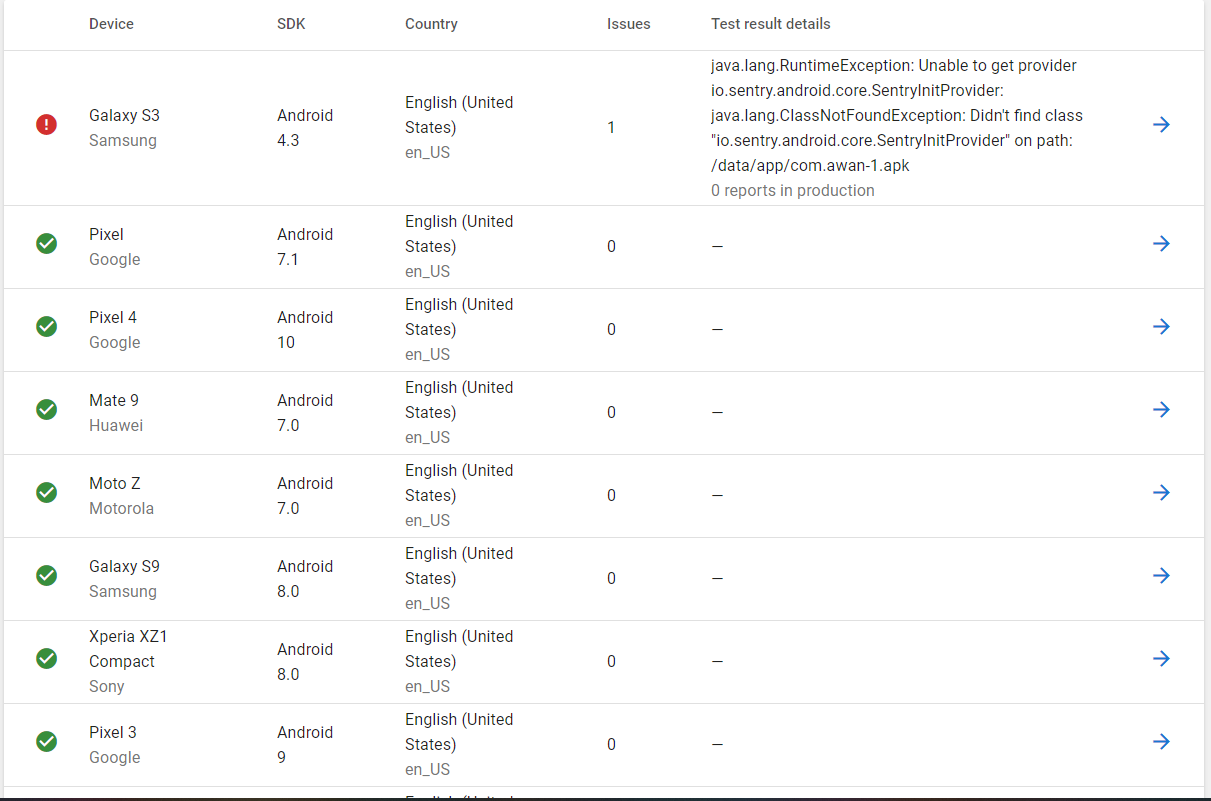 Device SDK Country Issues Test result details
java.lang.RuntimeException: Unable to get provider
io.sentry.android.core.SentryInitProvider:
java.lang.ClassNotFoundException: Didn't find class
"io.sentry.android.core.SentryInitProvider" on path:
/data/app/com.awan-1.apk
0 reports in production
Galaxy S3
Samsung
Android
4.3
English (United
States)
en_US
1
Pixel
Google
Android
7.1
English (United
States)
en_US
0
—
Pixel 4
Google
Android
10
English (United
States)
en_US
0
—
Mate 9
Huawei
Android
7.0
English (United
States)
en_US
0
—
Moto Z
Motorola
Android
7.0
English (United
States)
en_US
0
—
Galaxy S9
Samsung
Android
8.0
English (United
States)
en_US
0
—
Xperia XZ1
Compact
Sony
Android
8.0
English (United
States)
en_US
0
—
Pixel 3
Google
Android
9
English (United
States)
en_US
0
—